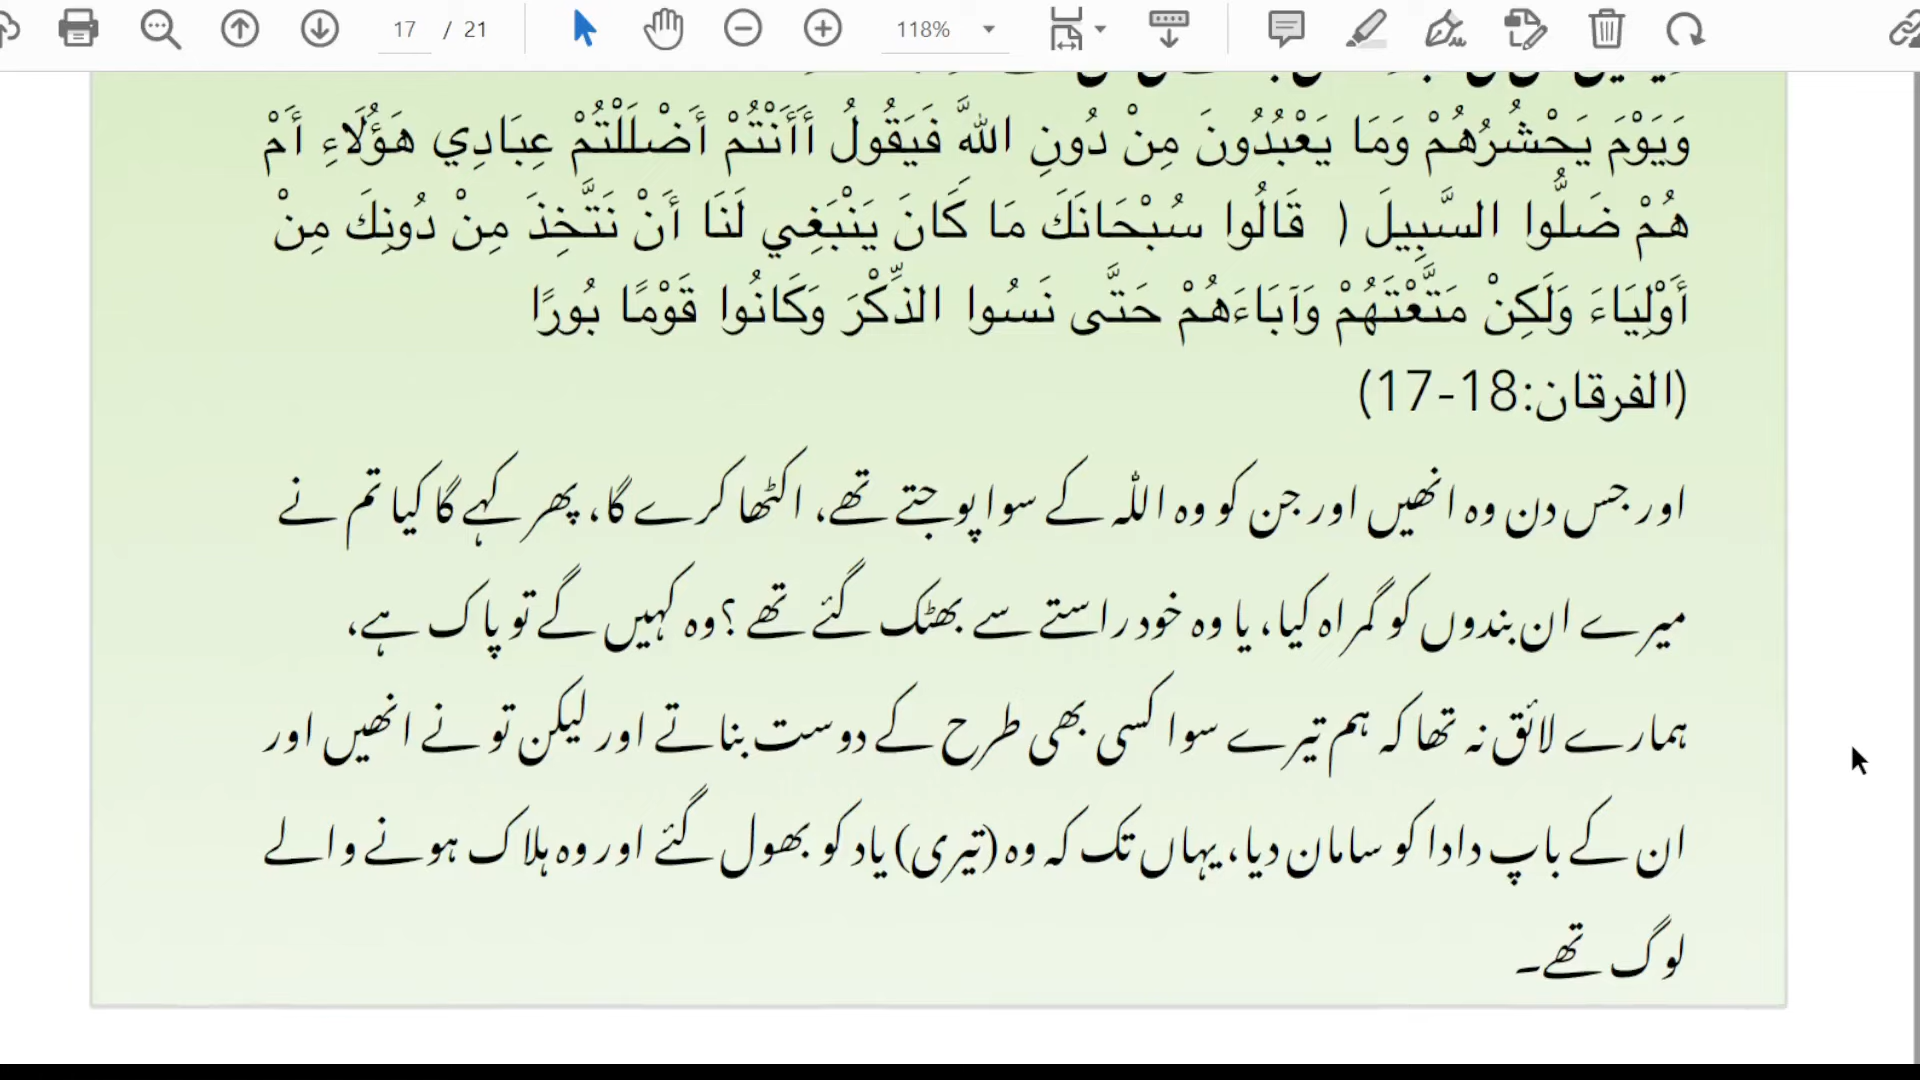 17 / 21
118%
وَيَوْمَ يَحْشُرُهُمْ وَمَا يَعْبُدُونَ مِنْ دُونِ اللَّهِ فَيَقُولُ أَأَنْتُمْ أَضْلَلْتُمْ عِبَادِي هَؤُلَاءِ أَمْ
هُمْ ضَلُّوا السَّبِيلَ ( قَالُوا سُبْحَانَكَ مَا كَانَ يَنْبَغِي لَنَا أَنْ نَتَّخِذَ مِنْ دُونِكَ مِنْ
أَوْلِيَاءَ وَلَكِنْ مَتَّعْتَهُمْ وَآبَاءَهُمْ حَتَّى نَسُوا الذِّكْرَ وَكَانُوا قَوْمًا بُورًا
(الفرقان:18-17)
اور جس دن وہ انھیں اور جن کو وہ اللہ کے سوا پوجتے تھے، اکٹھا کرے گا، پھر کہے گا کیا تم نے
میرے ان بندوں کو گمراہ کیا، یا وہ خود راستے سے بھٹک گئے تھے ؟ وہ کہیں گے تو پاک ہے،
ہمارے لائق نہ تھا کہ ہم تیرے سوا کسی بھی طرح کے دوست بناتے اور لیکن تو نے انھیں اور
ان کے باپ دادا کو سامان دیا، یہاں تک کہ وہ (تیری) یاد کو بھول گئے اور وہ ہلاک ہونے والے
لوگ تھے۔